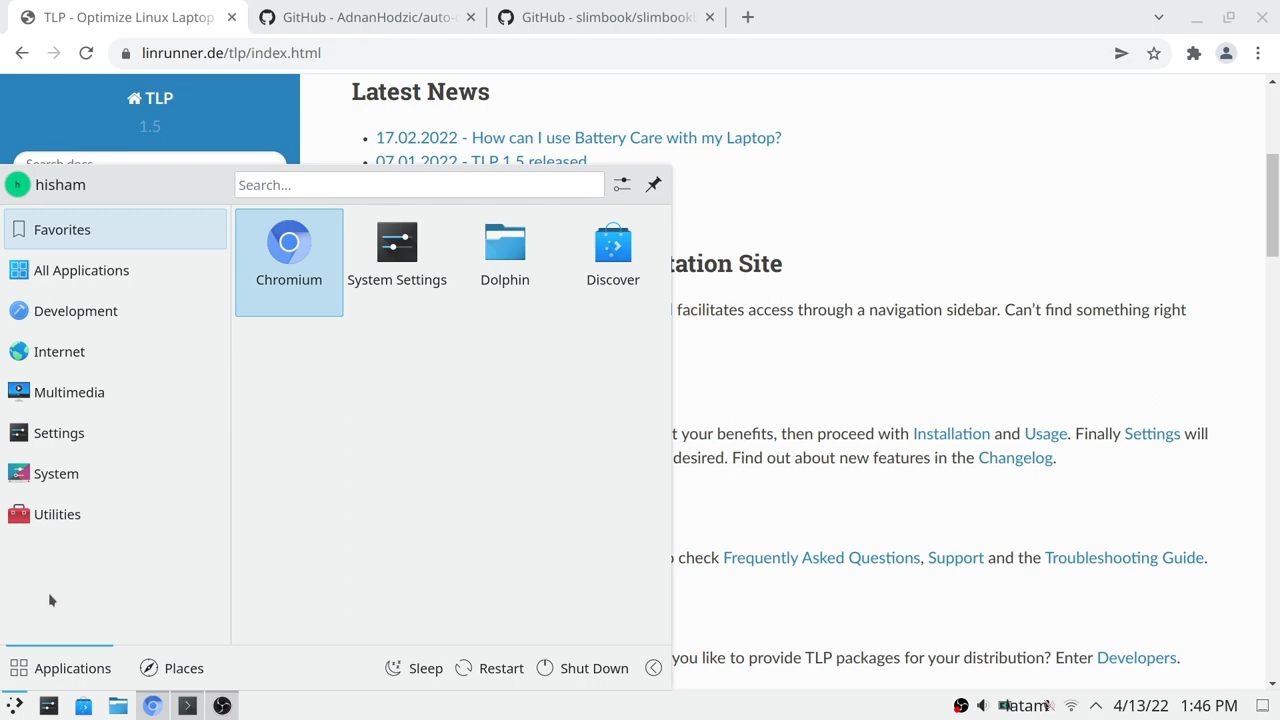 TLP - Optimize Linux Laptop
GitHub - AdnanHodzic/auto-
GitHub - slimbook/slimbook
linrunner.de/tlp/index.html
TLP
1.5
Search docs
Latest News
17.02.2022 - How can I use Battery Care with my Laptop?
07.01.2022 - TLP 1.5 released
hisham
Search...
Favorites
All Applications
Development
Internet
Multimedia
Settings
System
Utilities
Chromium
System Settings
Dolphin
Discover
tation Site
facilitates access through a navigation sidebar. Can't find something right
t your benefits, then proceed with Installation and Usage. Finally Settings will
desired. Find out about new features in the Changelog.
check Frequently Asked Questions, Support and the Troubleshooting Guide.
you like to provide TLP packages for your distribution? Enter Developers.
Applications
Places
Sleep
Restart
Shut Down
latam
4/13/22
1:46 PM